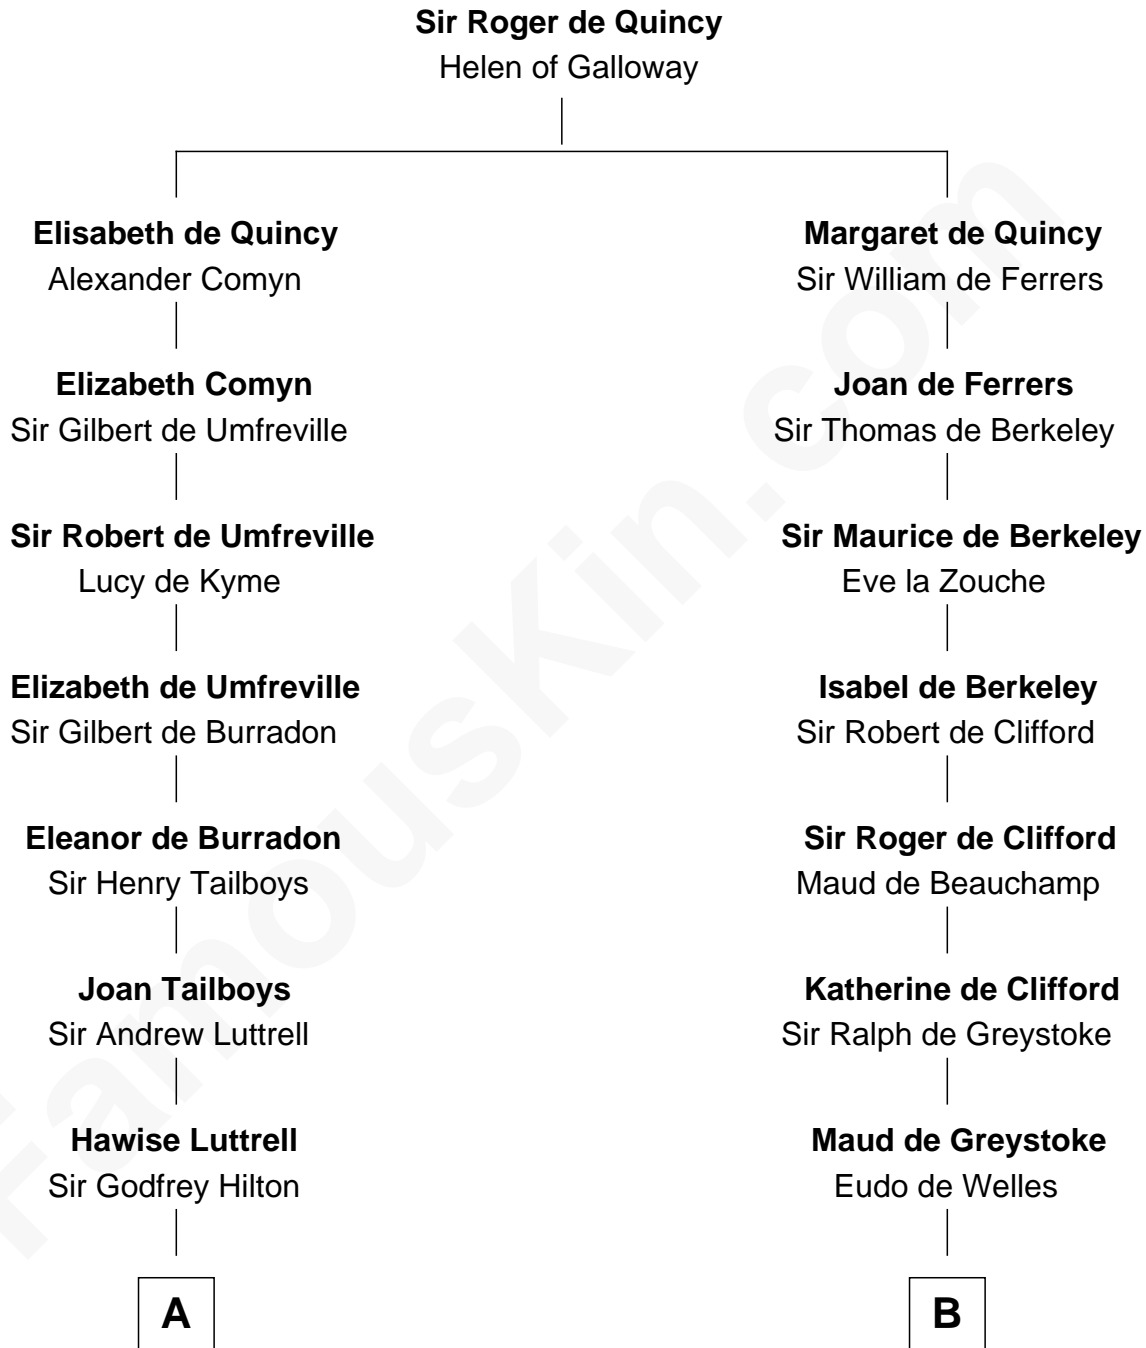 Sir Roger de Quincy
Helen of Galloway
Elisabeth de Quincy
Alexander Comyn
Margaret de Quincy
Sir William de Ferrers
Elizabeth Comyn
Sir Gilbert de Umfreville
Joan de Ferrers
Sir Thomas de Berkeley
Sir Robert de Umfreville
Lucy de Kyme
Sir Maurice de Berkeley
Eve la Zouche
Elizabeth de Umfreville
Sir Gilbert de Burradon
Isabel de Berkeley
Sir Robert de Clifford
Eleanor de Burradon
Sir Henry Tailboys
Sir Roger de Clifford
Maud de Beauchamp
Joan Tailboys
Sir Andrew Luttrell
Katherine de Clifford
Sir Ralph de Greystoke
Hawise Luttrell
Sir Godfrey Hilton
Maud de Greystoke
Eudo de Welles
A
B
FamousKin.com